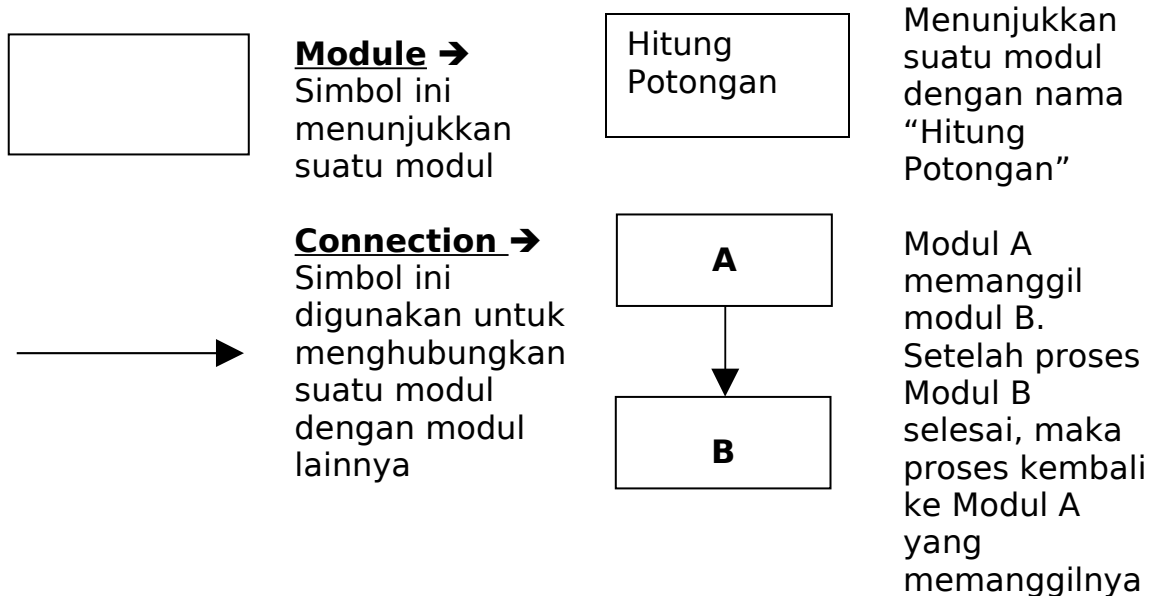 Module ➔
Simbol ini
menunjukkan
suatu modul
Hitung
Potongan
Menunjukkan
suatu modul
dengan nama
“Hitung
Potongan”
Connection ➔
Simbol ini
digunakan untuk
menghubungkan
suatu modul
dengan modul
lainnya
A
B
Modul A
memanggil
modul B.
Setelah proses
Modul B
selesai, maka
proses kembali
ke Modul A
yang
memanggilnya